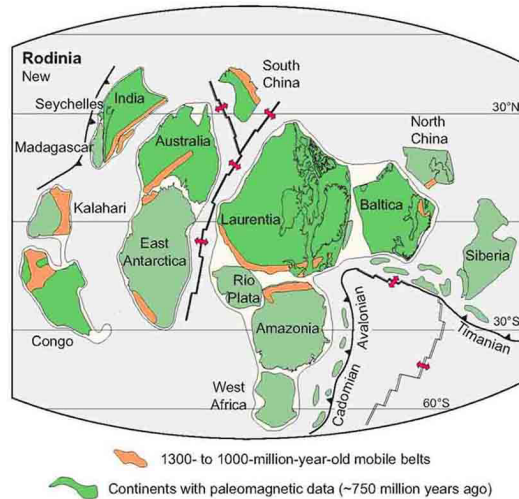 Rodinia
New
South
China
India
Seychelles
30°N
Madagascar
Australia
North
China
Kalahari
Laurentia
Baltica
East
Antarctica
Siberia
Rio
Plata
Congo
Amazonia
Avalonian
Timanian
30°S
West
Africa
Cadomian
60°S
1300- to 1000-million-year-old mobile belts
Continents with paleomagnetic data (~750 million years ago)